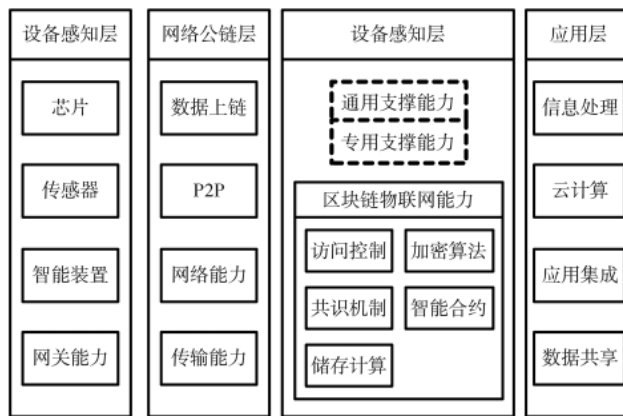 设备感知层
芯片
传感器
智能装置
网关能力
网络公链层
数据上链
P2P
网络能力
传输能力
设备感知层
通用支撑能力
专用支撑能力
区块链物联网能力
访问控制 加密算法
共识机制 智能合约
储存计算
应用层
信息处理
云计算
应用集成
数据共享